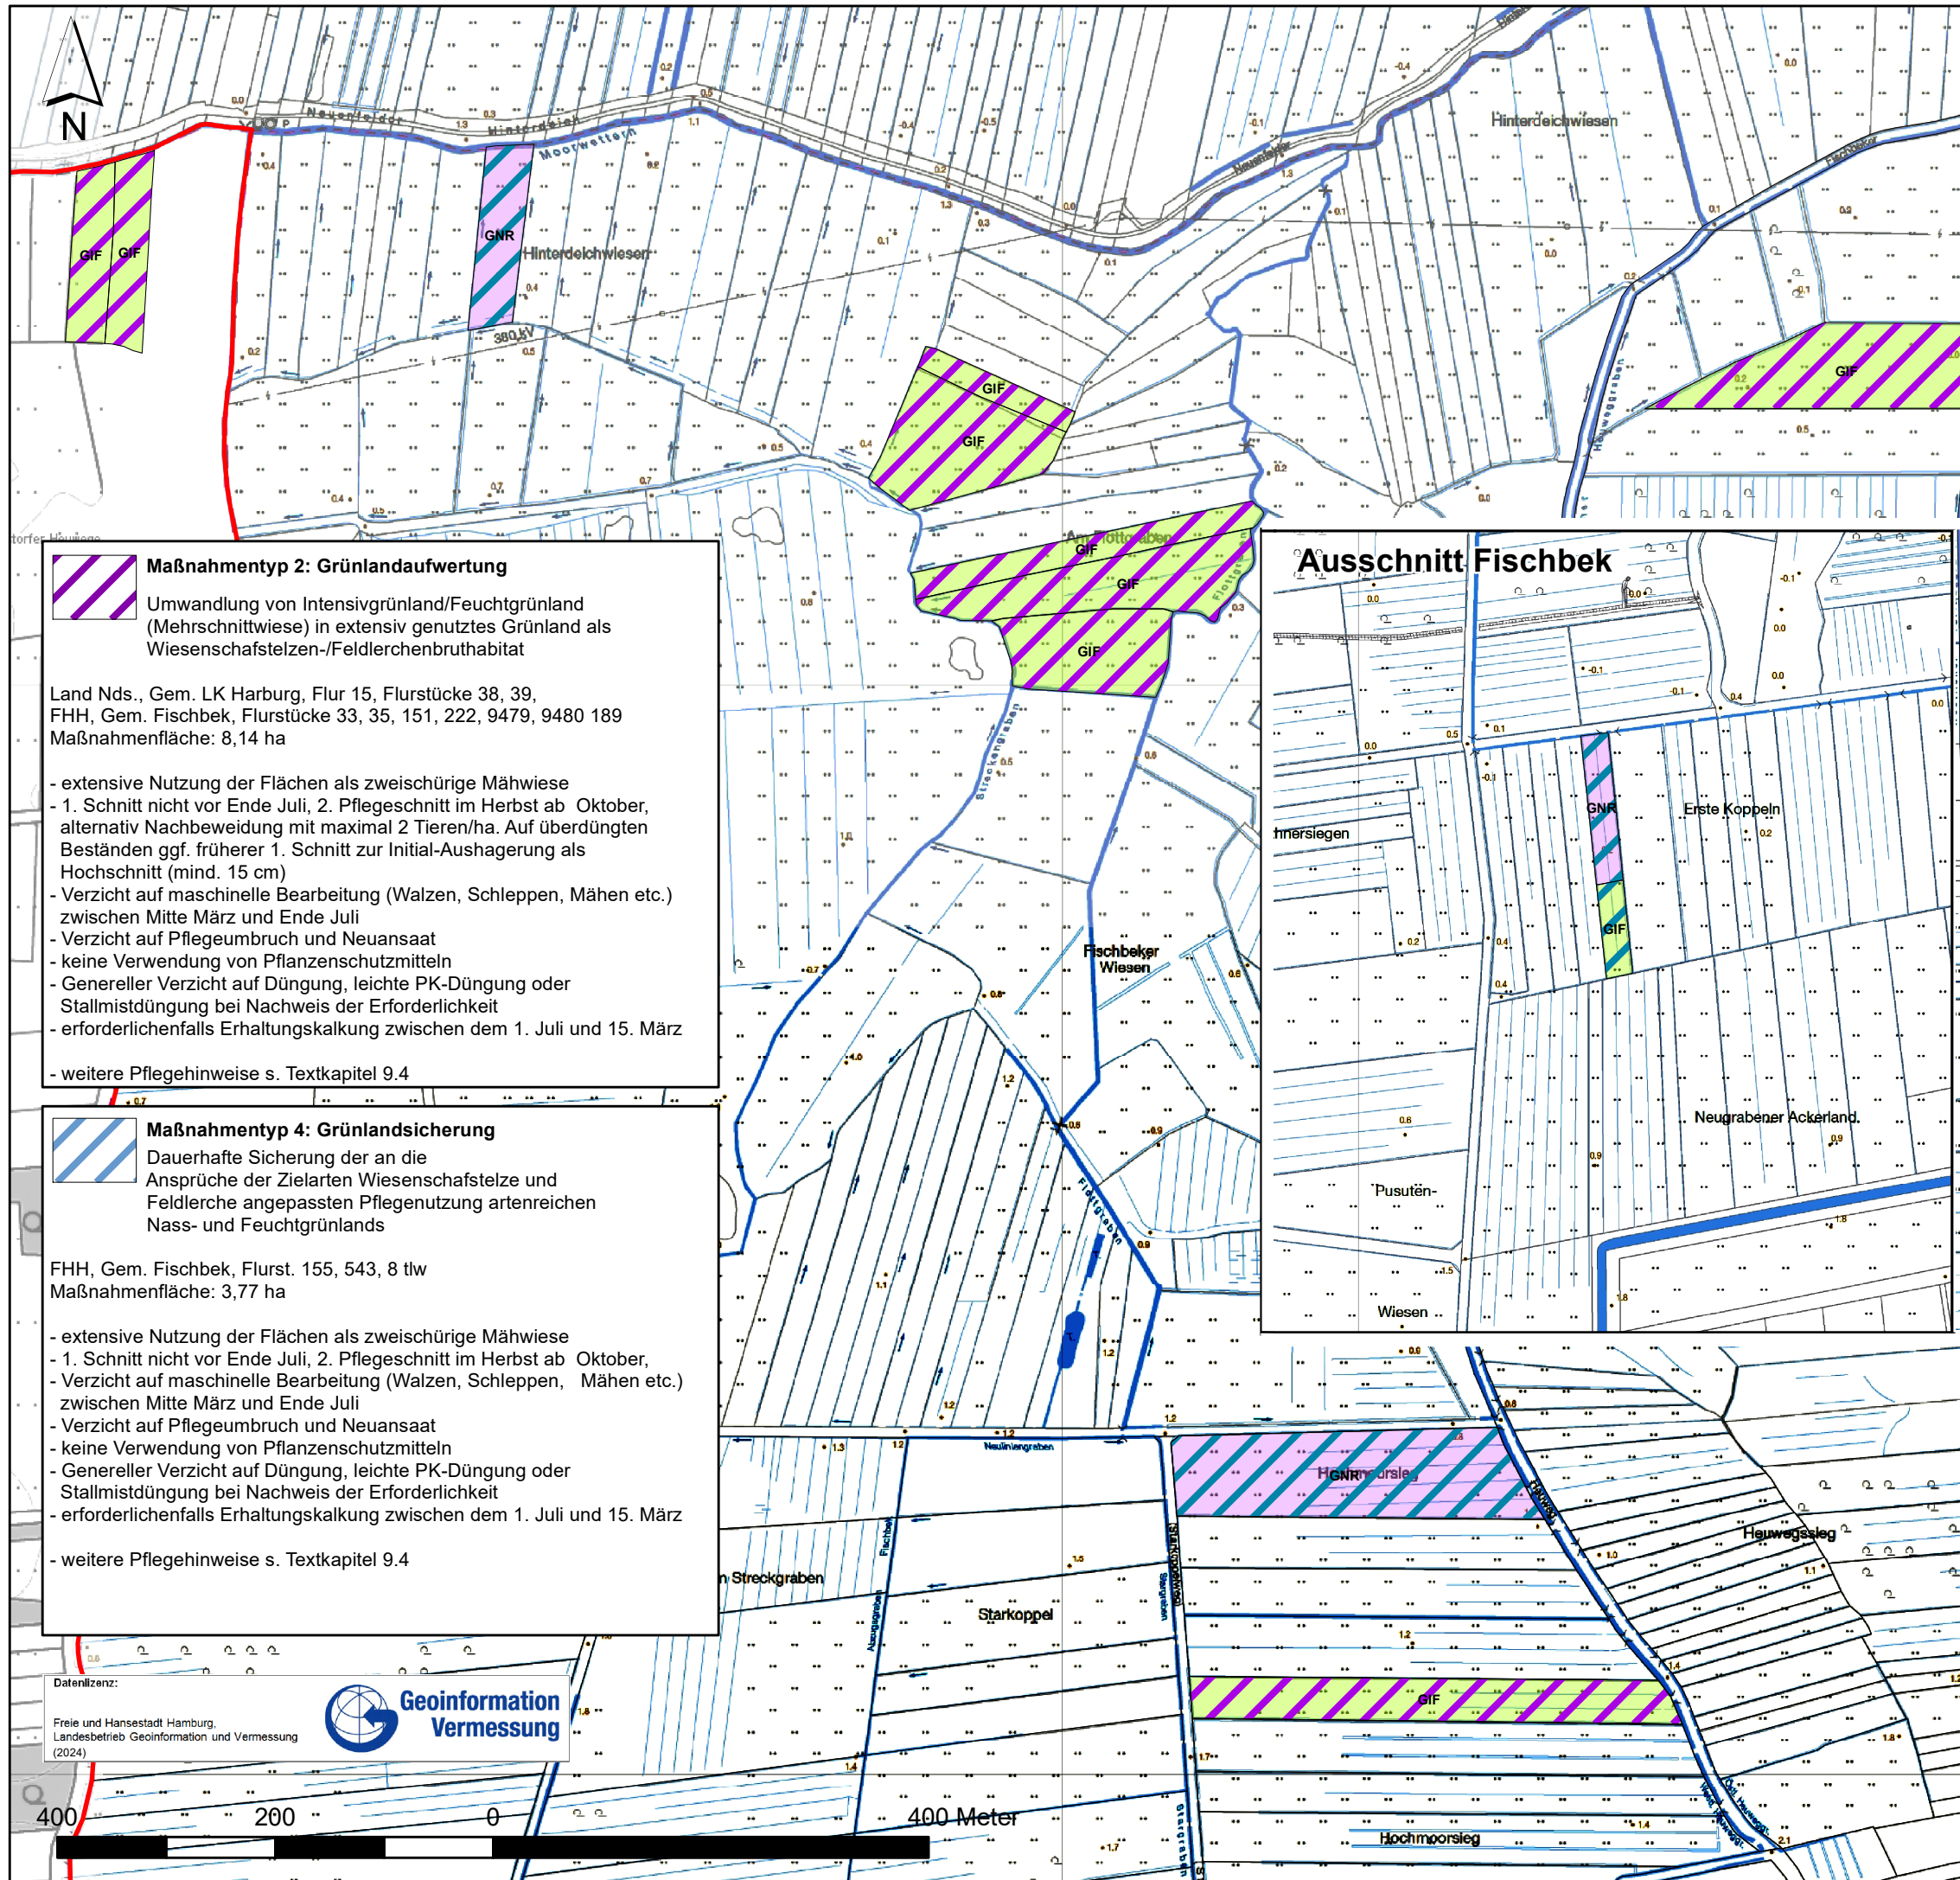 N
Neuenfelder
Hinterdeich
Moorwettern
Hinterdeichwiesen
Neuenfelder
Hinterdeichwiesen
Fischbeker
GIF
GIF
GNR
380 kV
GIF
GIF
GIF
Heuweggraben
Am Flottgraben
GIF
GIF
GIF
Flottgraben
Streckengraben
Fischbeker
Wiesen
Maßnahmentyp 2: Grünlandaufwertung
Umwandlung von Intensivgrünland/Feuchtgrünland
(Mehrschnittwiese) in extensiv genutztes Grünland als
Wiesenschafstelzen-/Feldlerchenbruthabitat
Land Nds., Gem. LK Harburg, Flur 15, Flurstücke 38, 39,
FHH, Gem. Fischbek, Flurstücke 33, 35, 151, 222, 9479, 9480 189
Maßnahmenfläche: 8,14 ha
- extensive Nutzung der Flächen als zweischürige Mähwiese
- 1. Schnitt nicht vor Ende Juli, 2. Pflegeschnitt im Herbst ab Oktober,
alternativ Nachbeweidung mit maximal 2 Tieren/ha. Auf überdüngten
Beständen ggf. früherer 1. Schnitt zur Initial-Aushagerung als
Hochschnitt (mind. 15 cm)
- Verzicht auf maschinelle Bearbeitung (Walzen, Schleppen, Mähen etc.)
zwischen Mitte März und Ende Juli
- Verzicht auf Pflegeumbruch und Neuansaat
- keine Verwendung von Pflanzenschutzmitteln
- Genereller Verzicht auf Düngung, leichte PK-Düngung oder
Stallmistdüngung bei Nachweis der Erforderlichkeit
- erforderlichenfalls Erhaltungskalkung zwischen dem 1. Juli und 15. März
- weitere Pflegehinweise s. Textkapitel 9.4
Maßnahmentyp 4: Grünlandsicherung
Dauerhafte Sicherung der an die
Ansprüche der Zielarten Wiesenschafstelze und
Feldlerche angepassten Pflegenutzung artenreichen
Nass- und Feuchtgrünlands
FHH, Gem. Fischbek, Flurst. 155, 543, 8 tlw
Maßnahmenfläche: 3,77 ha
- extensive Nutzung der Flächen als zweischürige Mähwiese
- 1. Schnitt nicht vor Ende Juli, 2. Pflegeschnitt im Herbst ab Oktober,
- Verzicht auf maschinelle Bearbeitung (Walzen, Schleppen, Mähen etc.)
zwischen Mitte März und Ende Juli
- Verzicht auf Pflegeumbruch und Neuansaat
- keine Verwendung von Pflanzenschutzmitteln
- Genereller Verzicht auf Düngung, leichte PK-Düngung oder
Stallmistdüngung bei Nachweis der Erforderlichkeit
- erforderlichenfalls Erhaltungskalkung zwischen dem 1. Juli und 15. März
- weitere Pflegehinweise s. Textkapitel 9.4
Ausschnitt Fischbek
GNR
Erste Koppeln
hnersiegen
GIF
Neugrabener Ackerland
Pusuten-
Wiesen
Flottgraben
T.
T.
Neuliniengraben
Hochmoorsieg
GNR
Heuweg
Heuwegssieg
n Streckgraben
Starkoppel
(Starkoppelweg)
Stargraben
Fischbek
Abzugsgraben
GIF
Hochmoorsieg
Stargraben
Datenlizenz:
Freie und Hansestadt Hamburg,
Landesbetrieb Geoinformation und Vermessung
(2024)
Geoinformation
Vermessung
400 200 0 400 Meter